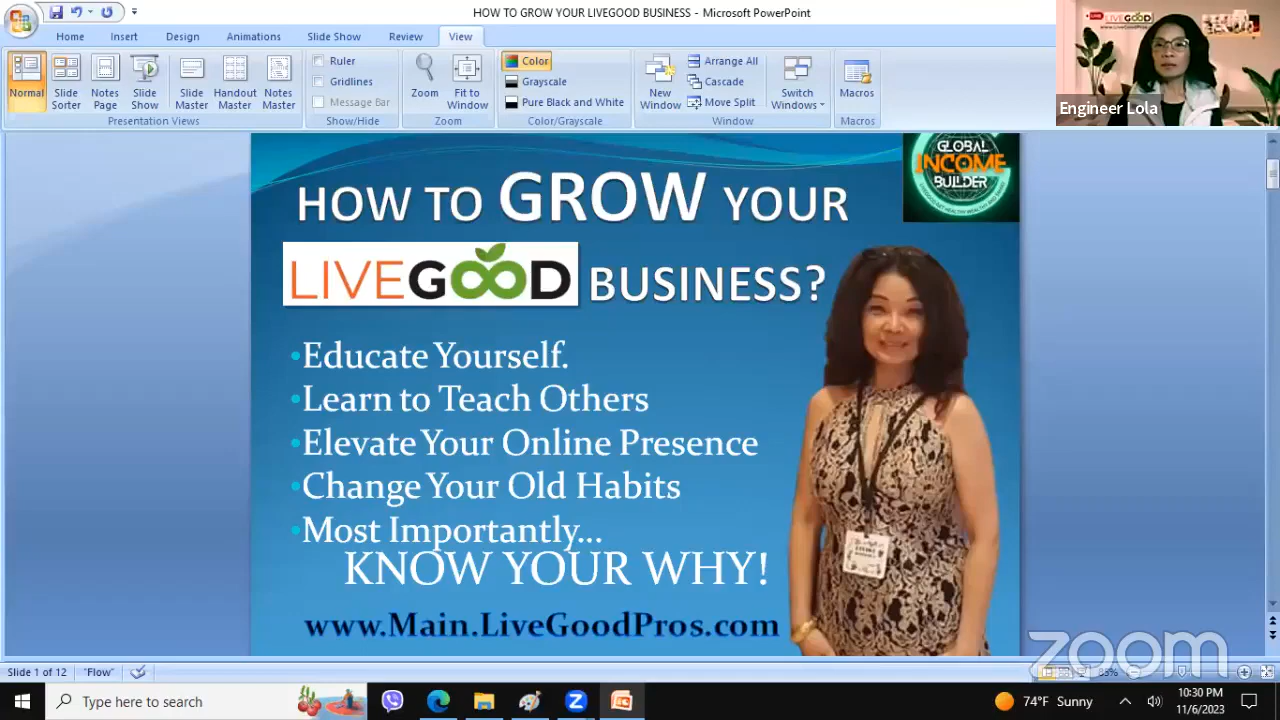 HOW TO GROW YOUR LIVEGOOD BUSINESS - Microsoft PowerPoint
Home Insert Design Animations Slide Show Review View
Normal
Slide Sorter
Notes Page
Slide Show
Slide Master
Handout Master
Notes Master
Presentation Views
Ruler
Gridlines
Message Bar
Show/Hide
Zoom
Fit to Window
Zoom
Color
Grayscale
Pure Black and White
Color/Grayscale
New Window
Arrange All
Cascade
Move Split
Switch Windows
Window
Macros
Macros
LIVEGOOD
Engineer Lola
GLOBAL
INCOME
BUILDER
HOW TO GROW YOUR
LIVEGOOD BUSINESS?
•Educate Yourself.
•Learn to Teach Others
•Elevate Your Online Presence
•Change Your Old Habits
•Most Importantly...
KNOW YOUR WHY!
www.Main.LiveGoodPros.com
zoom
Slide 1 of 12 "Flow" 85%
Type here to search
74°F Sunny
10:30 PM
11/6/2023